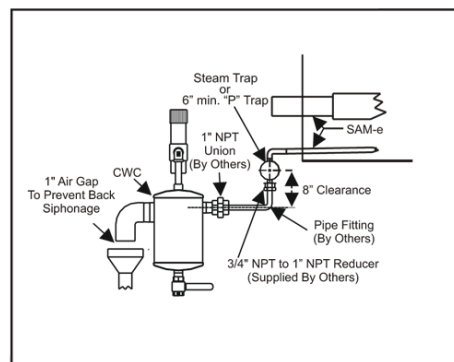 Steam Trap
or
6" min. "P" Trap
SAM-e
1" NPT
Union
(By Others)
CWC
1" Air Gap
To Prevent Back
Siphonage
8" Clearance
Pipe Fitting
(By Others)
3/4" NPT to 1" NPT Reducer
(Supplied By Others)